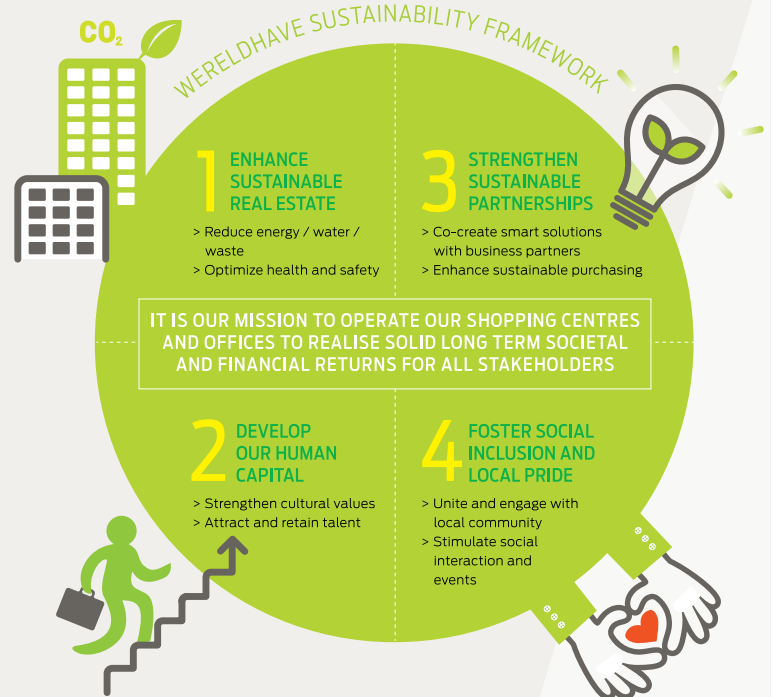 CO₂
WERELDHAVE SUSTAINABILITY FRAMEWORK
1
ENHANCE
SUSTAINABLE
REAL ESTATE
> Reduce energy / water /
waste
> Optimize health and safety
3
STRENGTHEN
SUSTAINABLE
PARTNERSHIPS
> Co-create smart solutions
with business partners
> Enhance sustainable purchasing
IT IS OUR MISSION TO OPERATE OUR SHOPPING CENTRES
AND OFFICES TO REALISE SOLID LONG TERM SOCIETAL
AND FINANCIAL RETURNS FOR ALL STAKEHOLDERS
2
DEVELOP
OUR HUMAN
CAPITAL
> Strengthen cultural values
> Attract and retain talent
4
FOSTER SOCIAL
INCLUSION AND
LOCAL PRIDE
> Unite and engage with
local community
> Stimulate social
interaction and
events